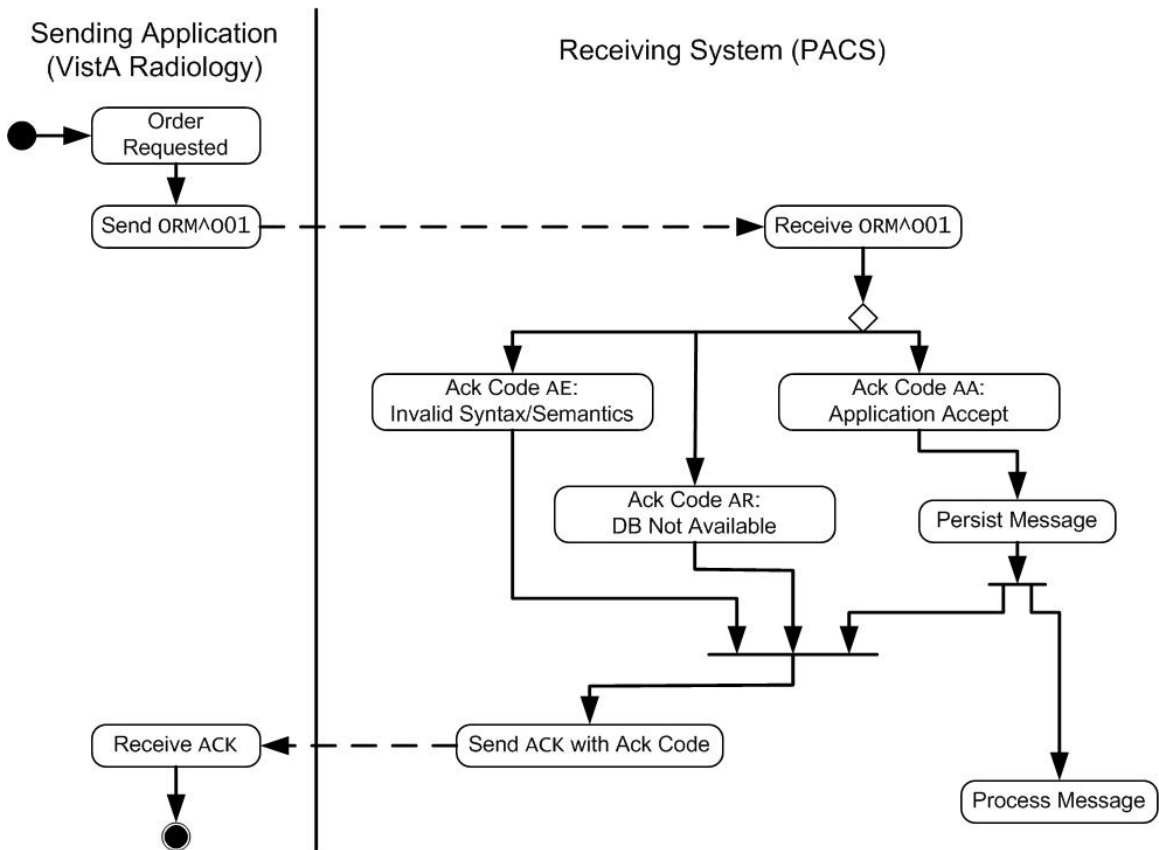 Sending Application
(VistA Radiology)
Receiving System (PACS)
Order
Requested
Send ORM^O01
Receive ORM^O01
Ack Code AE:
Invalid Syntax/Semantics
Ack Code AA:
Application Accept
Ack Code AR:
DB Not Available
Persist Message
Receive ACK
Send ACK with Ack Code
Process Message